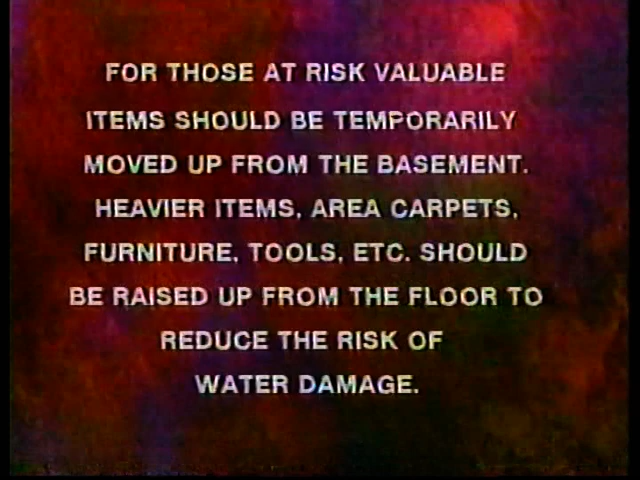 FOR THOSE AT RISK VALUABLE
ITEMS SHOULD BE TEMPORARILY
MOVED UP FROM THE BASEMENT.
HEAVIER ITEMS, AREA CARPETS,
FURNITURE, TOOLS, ETC. SHOULD
BE RAISED UP FROM THE FLOOR TO
REDUCE THE RISK OF
WATER DAMAGE.